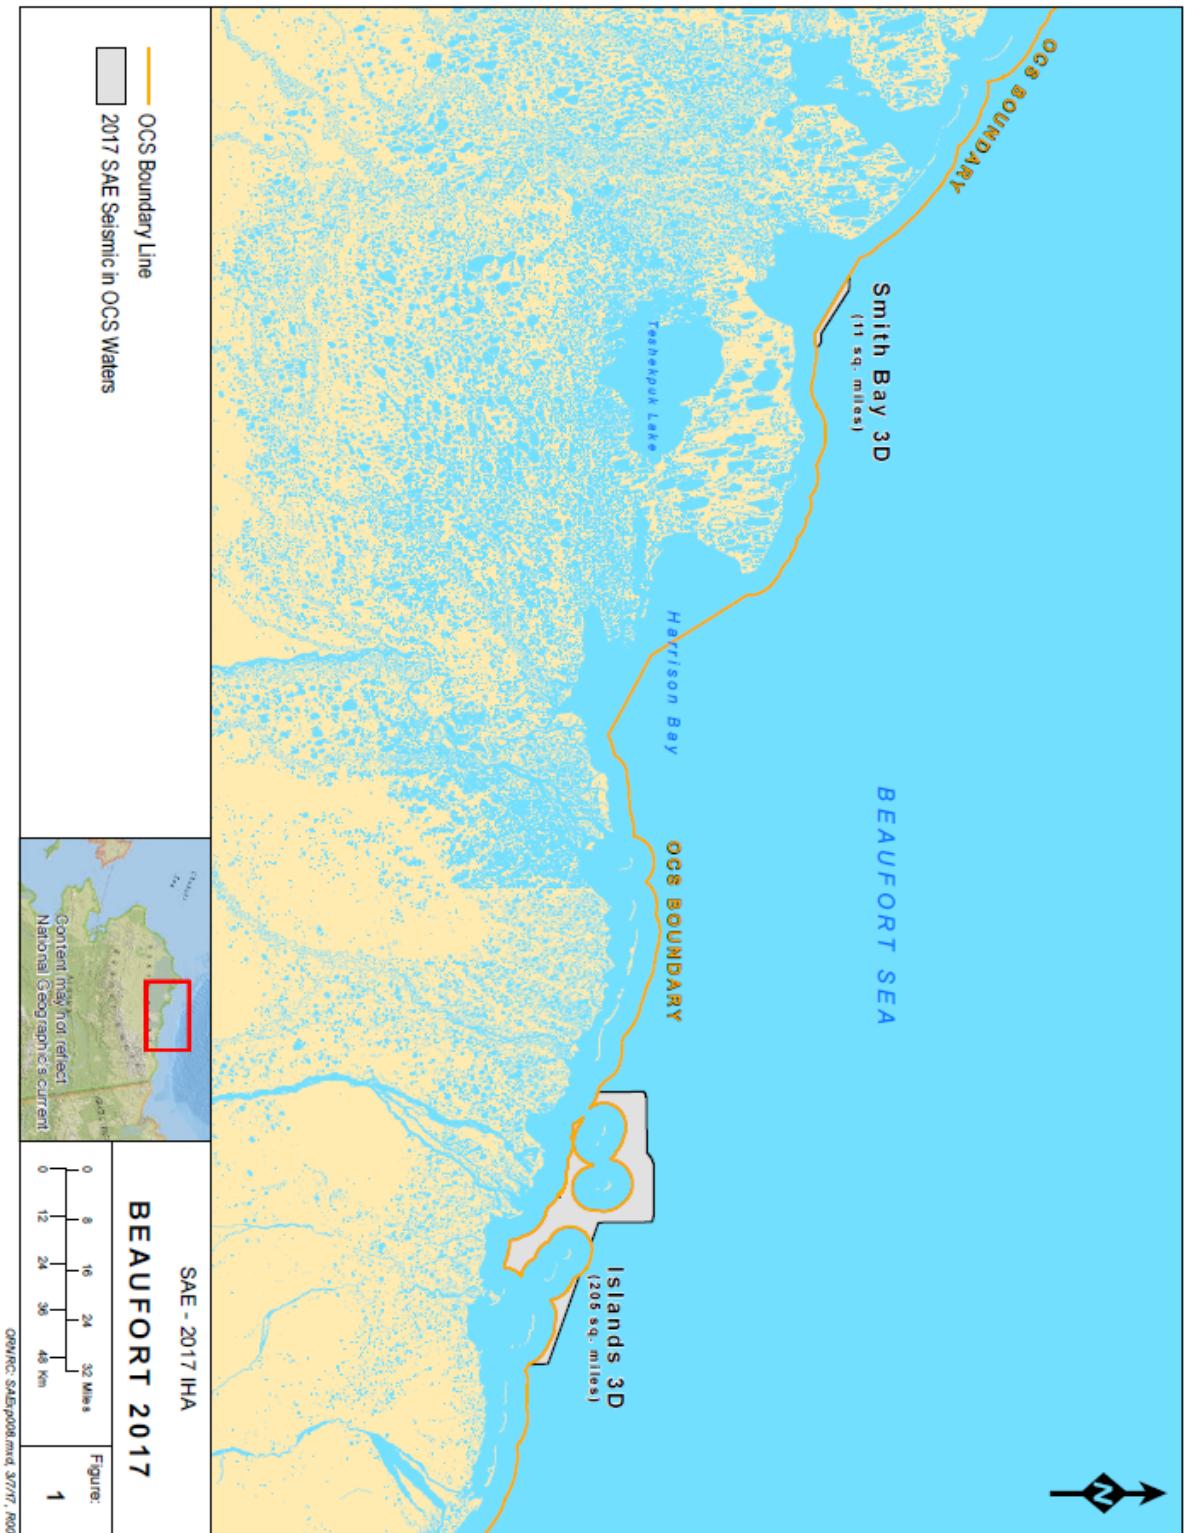 OCS BOUNDARY
Smith Bay 3D
(11 sq. miles)
Teshekpuk Lake
Harrison Bay
BEAUFORT SEA
OCS BOUNDARY
Islands 3D
(205 sq. miles)
N
OCS Boundary Line
2017 SAE Seismic in OCS Waters
Content may not reflect
National Geographic's current
0 8 16 24 32 Miles
0 12 24 36 48 Km
SAE - 2017 IHA
BEAUFORT 2017
Figure:
1